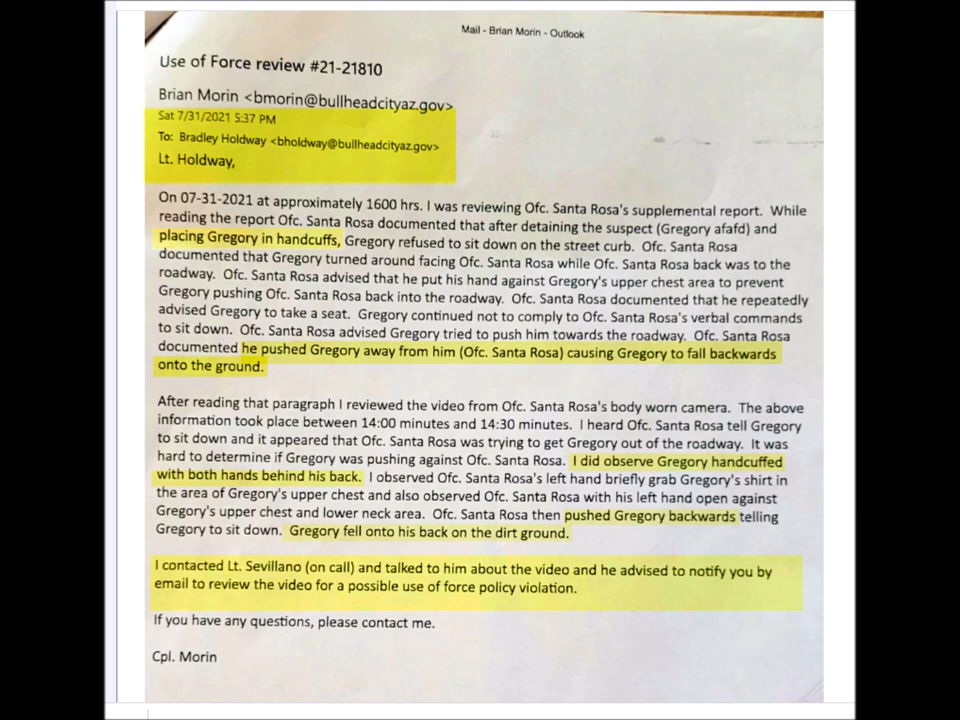 Mail - Brian Morin - Outlook
Use of Force review #21-21810
Brian Morin <bmorin@bullheadcityaz.gov>
Sat 7/31/2021 5:37 PM
To: Bradley Holdway <bholdway@bullheadcityaz.gov>
Lt. Holdway,
On 07-31-2021 at approximately 1600 hrs. I was reviewing Ofc. Santa Rosa's supplemental report. While
reading the report Ofc. Santa Rosa documented that after detaining the suspect (Gregory afafd) and
placing Gregory in handcuffs, Gregory refused to sit down on the street curb. Ofc. Santa Rosa
documented that Gregory turned around facing Ofc. Santa Rosa while Ofc. Santa Rosa back was to the
roadway. Ofc. Santa Rosa advised that he put his hand against Gregory's upper chest area to prevent
Gregory pushing Ofc. Santa Rosa back into the roadway. Ofc. Santa Rosa documented that he repeatedly
advised Gregory to take a seat. Gregory continued not to comply to Ofc. Santa Rosa's verbal commands
to sit down. Ofc. Santa Rosa advised Gregory tried to push him towards the roadway. Ofc. Santa Rosa
documented he pushed Gregory away from him (Ofc. Santa Rosa) causing Gregory to fall backwards
onto the ground.
After reading that paragraph I reviewed the video from Ofc. Santa Rosa's body worn camera. The above
information took place between 14:00 minutes and 14:30 minutes. I heard Ofc. Santa Rosa tell Gregory
to sit down and it appeared that Ofc. Santa Rosa was trying to get Gregory out of the roadway. It was
hard to determine if Gregory was pushing against Ofc. Santa Rosa. I did observe Gregory handcuffed
with both hands behind his back. I observed Ofc. Santa Rosa's left hand briefly grab Gregory's shirt in
the area of Gregory's upper chest and also observed Ofc. Santa Rosa with his left hand open against
Gregory's upper chest and lower neck area. Ofc. Santa Rosa then pushed Gregory backwards telling
Gregory to sit down. Gregory fell onto his back on the dirt ground.
I contacted Lt. Sevillano (on call) and talked to him about the video and he advised to notify you by
email to review the video for a possible use of force policy violation.
If you have any questions, please contact me.
Cpl. Morin